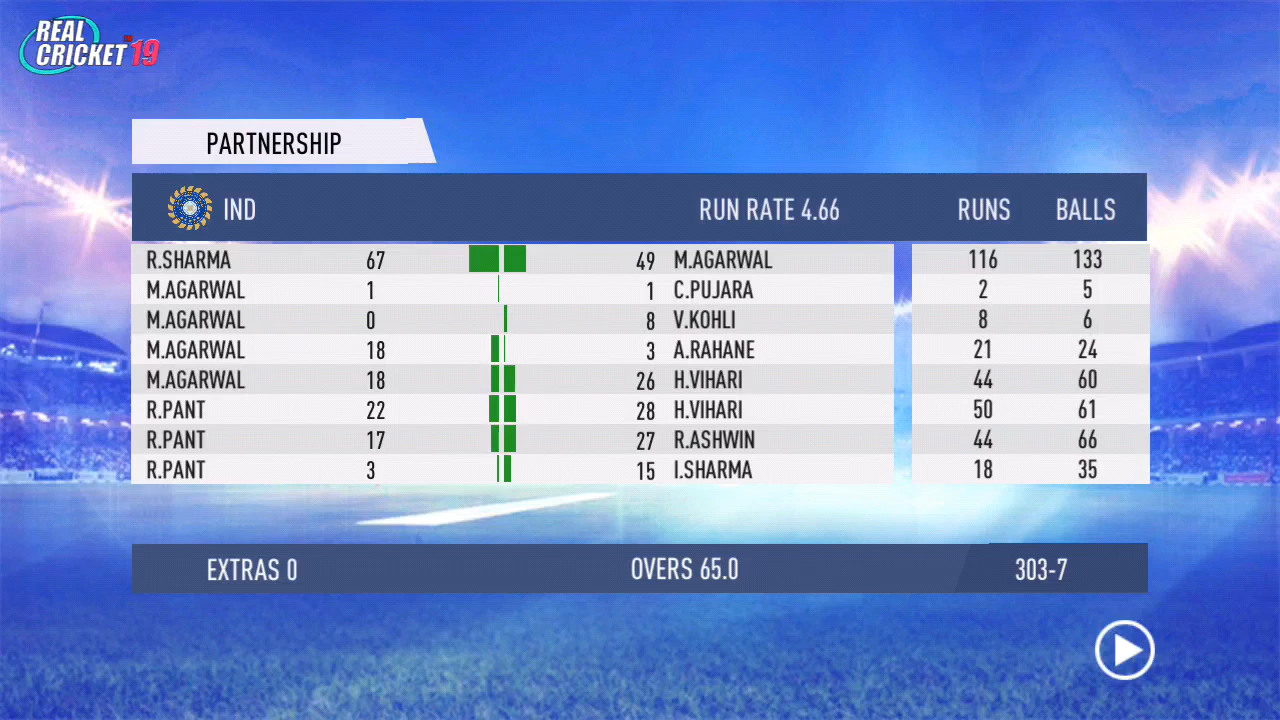 REAL
CRICKET 19
PARTNERSHIP
IND RUN RATE 4.66 RUNS BALLS
R.SHARMA 67 49 M.AGARWAL 116 133
M.AGARWAL 1 1 C.PUJARA 2 5
M.AGARWAL 0 8 V.KOHLI 8 6
M.AGARWAL 18 3 A.RAHANE 21 24
M.AGARWAL 18 26 H.VIHARI 44 60
R.PANT 22 28 H.VIHARI 50 61
R.PANT 17 27 R.ASHWIN 44 66
R.PANT 3 15 I.SHARMA 18 35
EXTRAS 0 OVERS 65.0 303-7